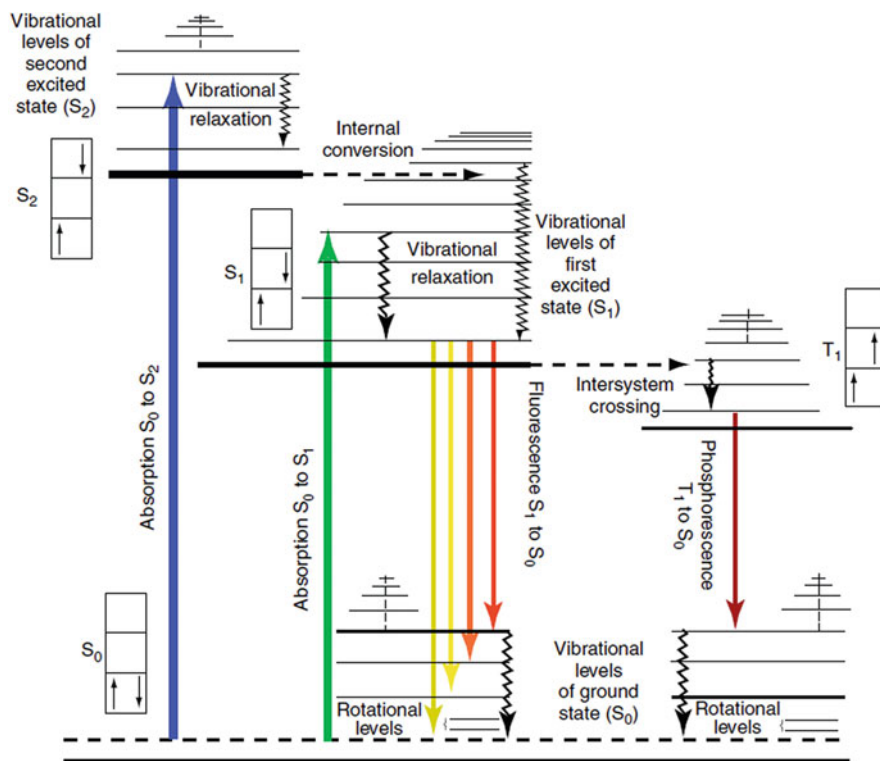 Vibrational
levels of
second
excited
state (S₂)
Vibrational
relaxation
S₂
Internal
conversion
S₁
Vibrational
relaxation
Vibrational
levels of
first
excited
state (S₁)
T₁
Intersystem
crossing
Absorption S₀ to S₂
Absorption S₀ to S₁
Fluorescence S₁ to S₀
Phosphorescence
T₁ to S₀
S₀
Rotational
levels
Vibrational
levels
of ground
state (S₀)
Rotational
levels